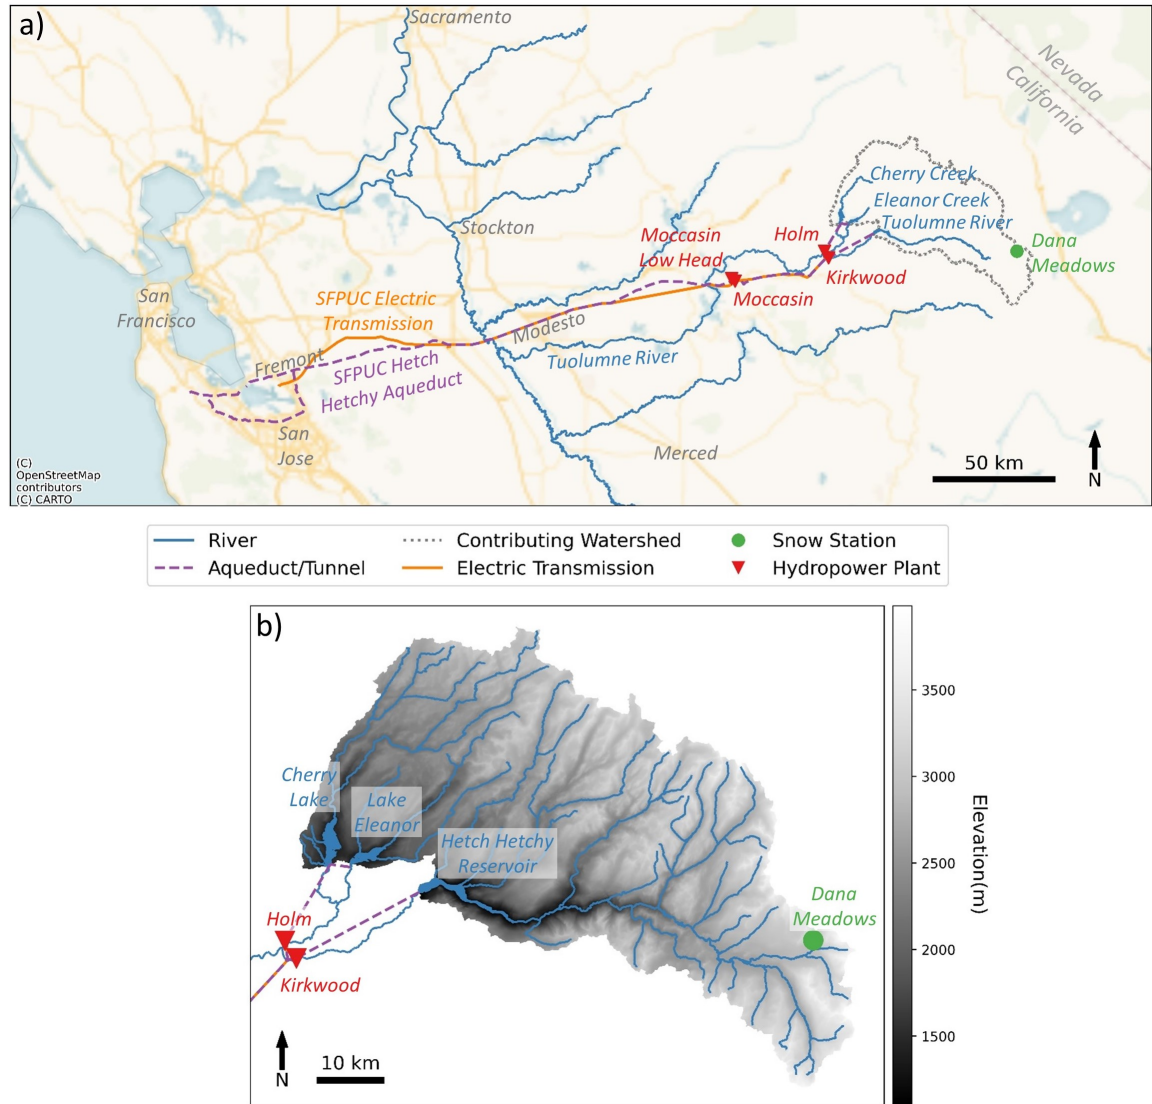 a)
Sacramento
Nevada
California
Cherry Creek
Eleanor Creek
Tuolumne River
Stockton
Moccasin
Low Head
Holm
Dana
Meadows
Kirkwood
Moccasin
San
Francisco
SFPUC Electric
Transmission
Modesto
Fremont
Tuolumne River
SFPUC Hetch
Hetchy Aqueduct
San
Jose
Merced
50 km
N
(C)
OpenStreetMap
contributors
(C) CARTO
River
Contributing Watershed
Snow Station
Aqueduct/Tunnel
Electric Transmission
Hydropower Plant
b)
3500
3000
2500
2000
1500
Elevation(m)
Cherry
Lake
Lake
Eleanor
Hetch Hetchy
Reservoir
Dana
Meadows
Holm
Kirkwood
10 km
N